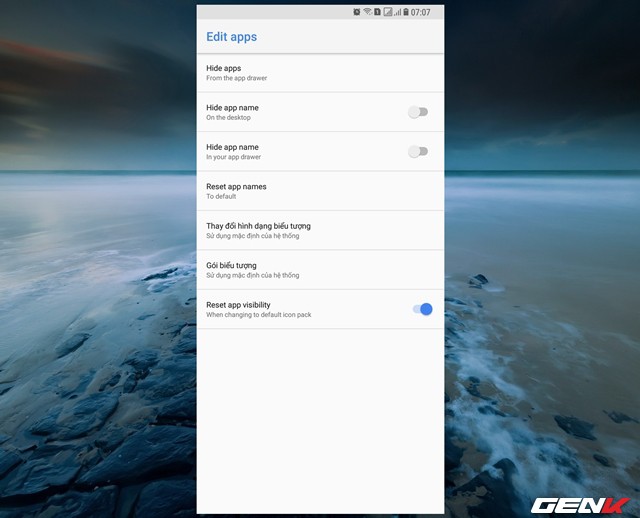 07:07
Edit apps
Hide apps
From the app drawer
Hide app name
On the desktop
Hide app name
In your app drawer
Reset app names
To default
Thay đổi hình dạng biểu tượng
Sử dụng mặc định của hệ thống
Gói biểu tượng
Sử dụng mặc định của hệ thống
Reset app visibility
When changing to default icon pack
GENK